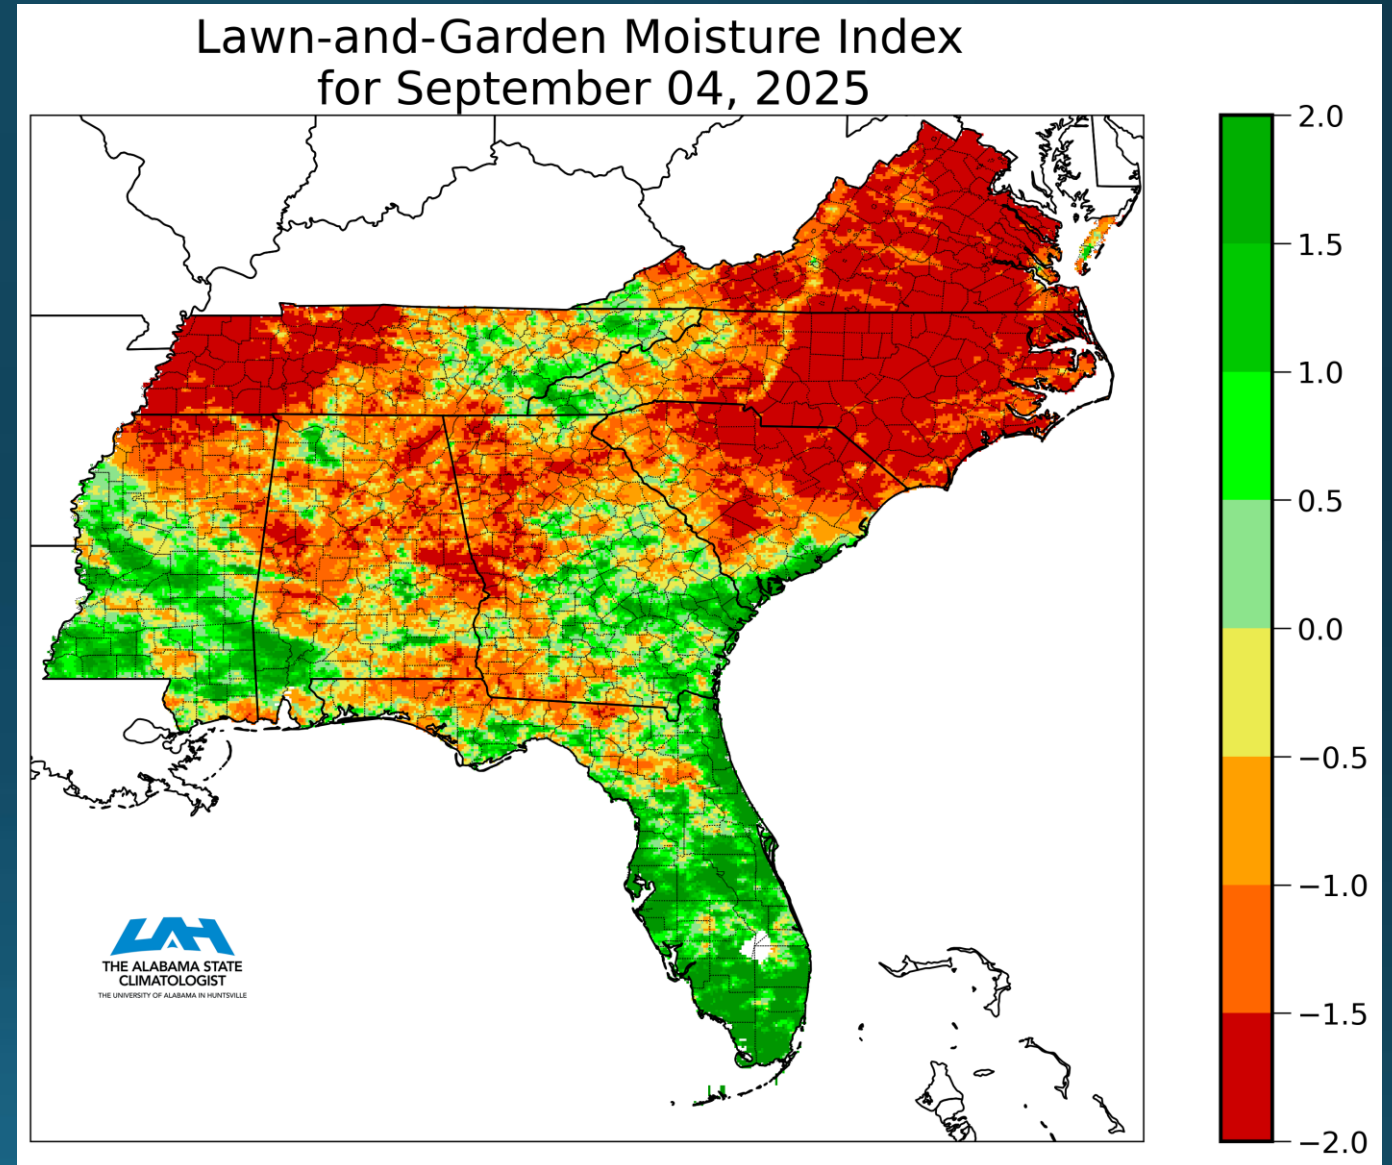 Lawn-and-Garden Moisture Index
for September 04, 2025
2.0
1.5
1.0
0.5
0.0
−0.5
−1.0
−1.5
−2.0
UAH
THE ALABAMA STATE
CLIMATOLOGIST
THE UNIVERSITY OF ALABAMA IN HUNTSVILLE